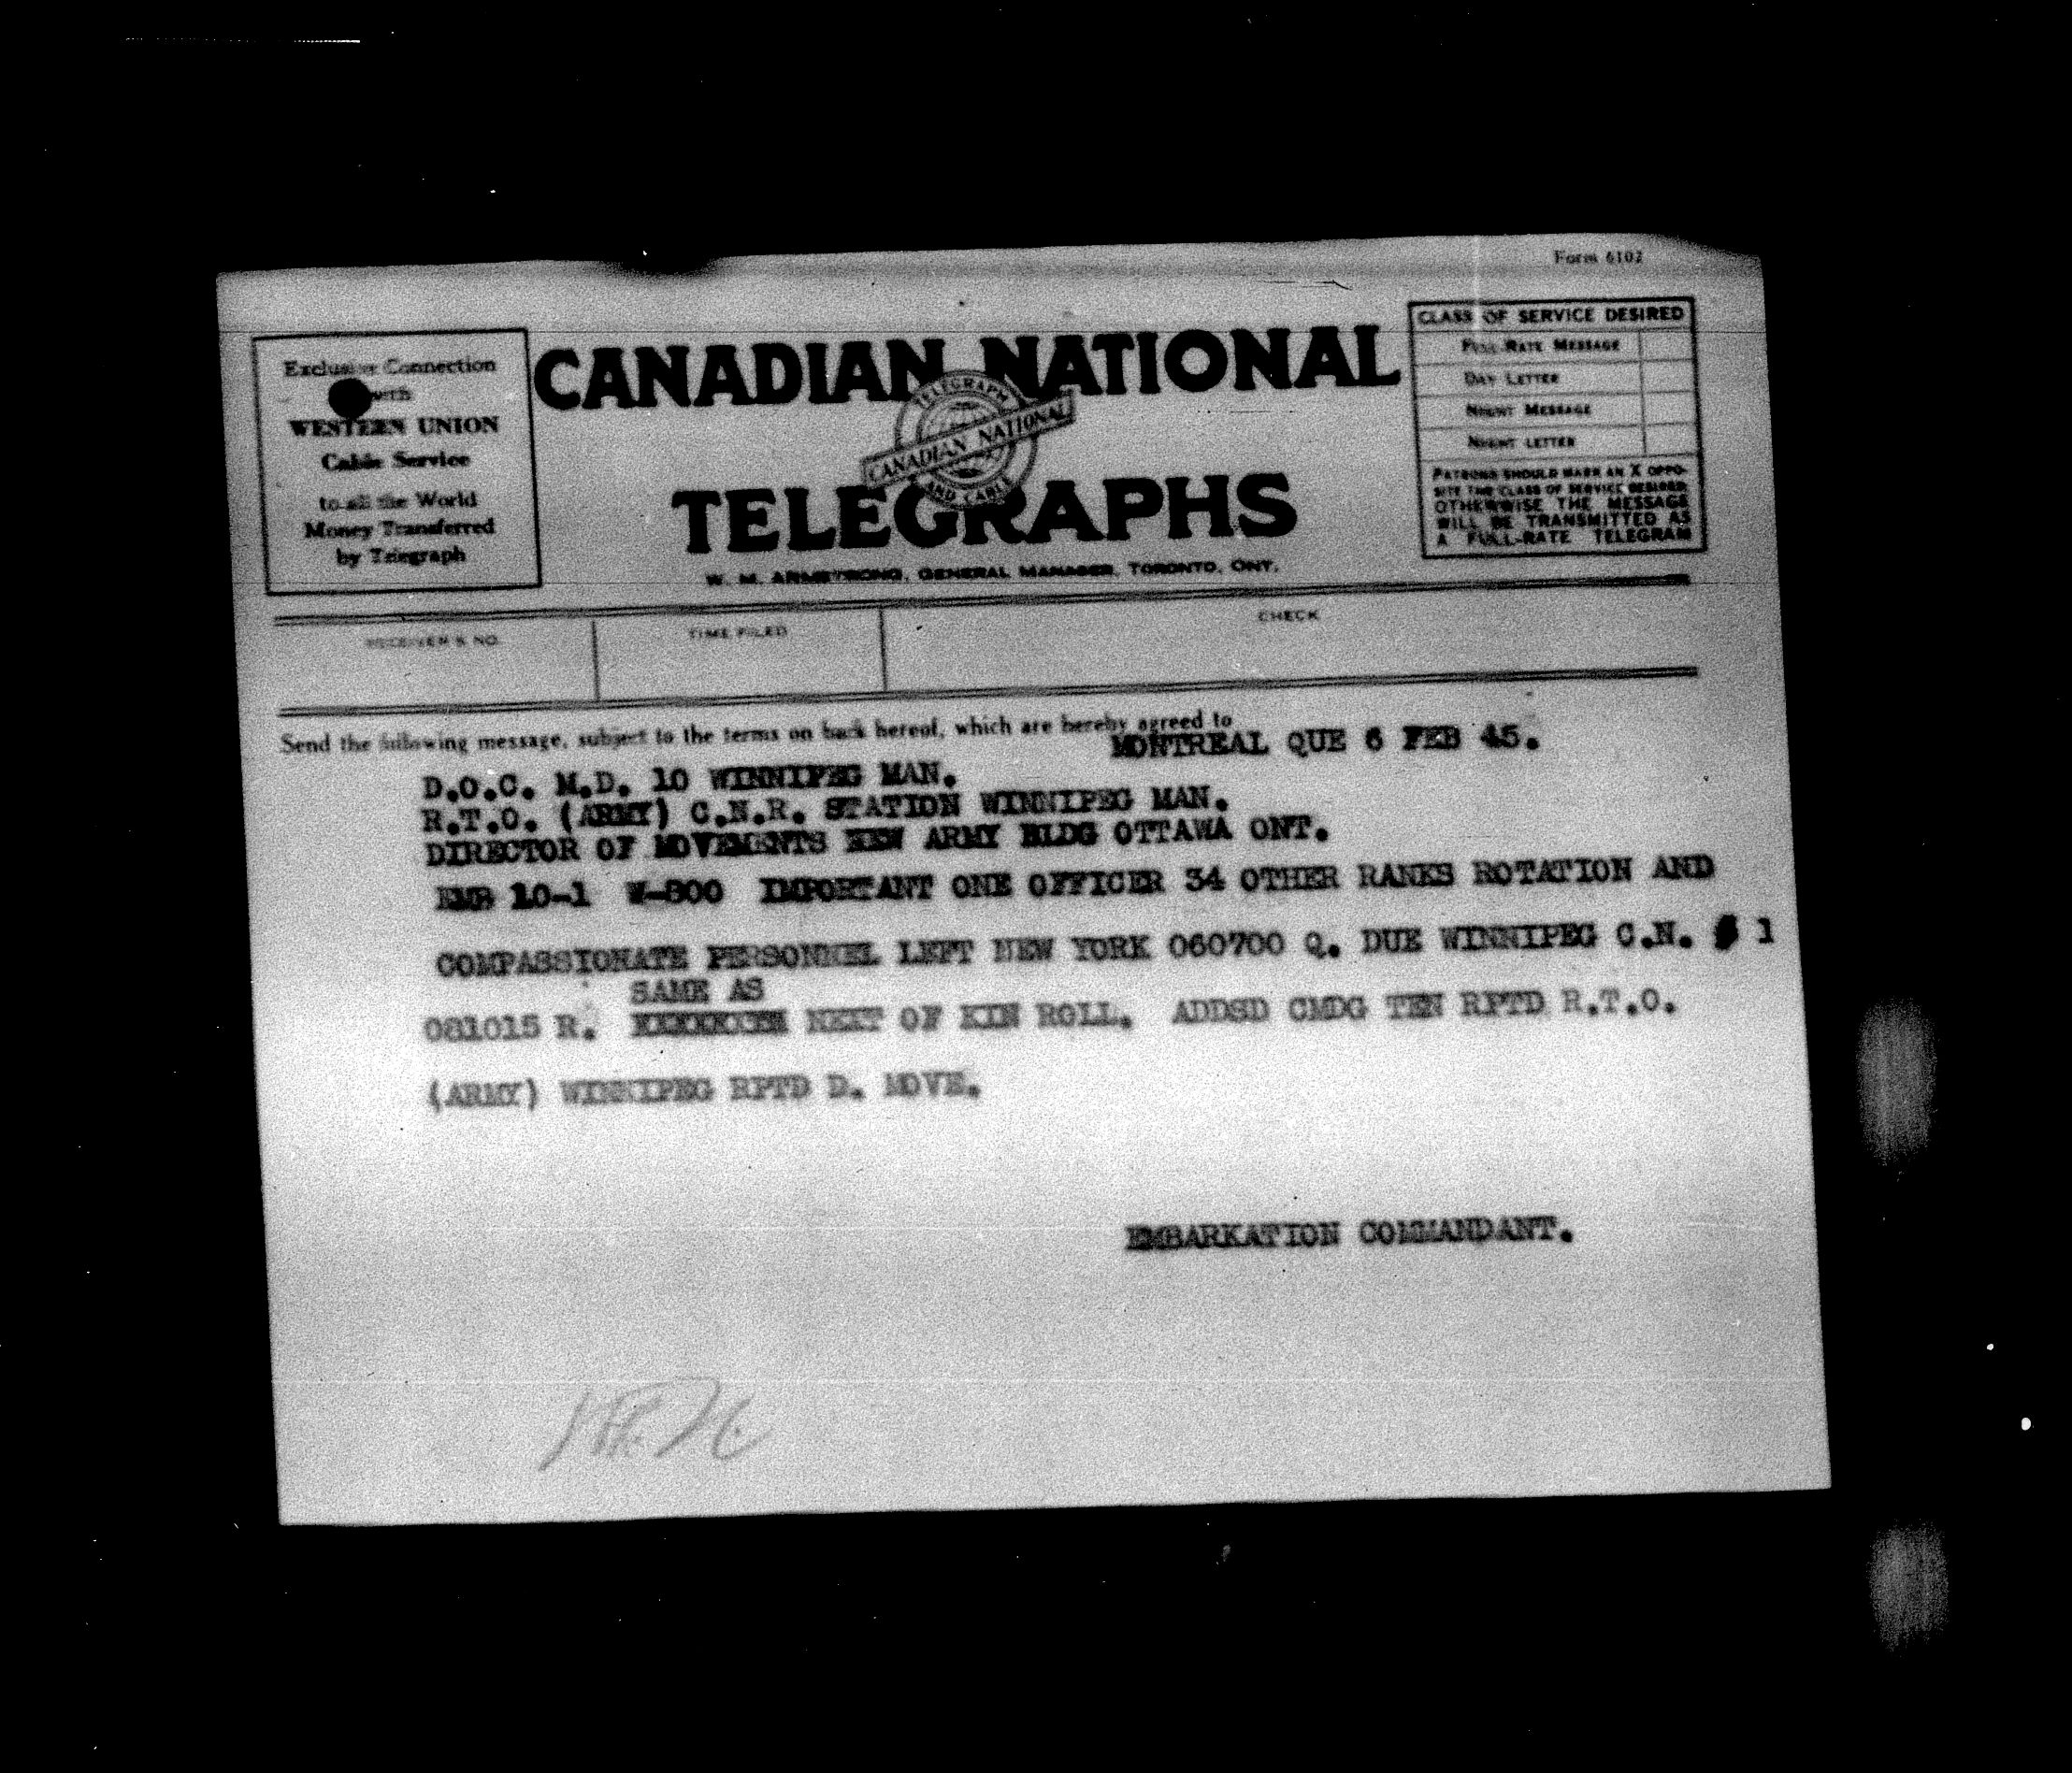 Form 6102
Exclusive Connection
with
WESTERN UNION
Cable Service
to all the World
Money Transferred
by Telegraph
CANADIAN NATIONAL
TELEGRAPH
CANADIAN NATIONAL
AND CABLE
TELEGRAPHS
W. M. ARMSTRONG, GENERAL MANAGER, TORONTO, ONT.
CLASS OF SERVICE DESIRED
FULL-RATE MESSAGE
DAY LETTER
NIGHT MESSAGE
NIGHT LETTER
PATRONS SHOULD MARK AN X OPPO-
SITE THE CLASS OF SERVICE DESIRED;
OTHERWISE THE MESSAGE
WILL BE TRANSMITTED AS
A FULL-RATE TELEGRAM
RECEIVER'S NO.
TIME FILED
CHECK
Send the following message, subject to the terms on back hereof, which are hereby agreed to
MONTREAL QUE 6 FEB 45.
D.O.C. M.D. 10 WINNIPEG MAN.
R.T.O. (ARMY) C.N.R. STATION WINNIPEG MAN.
DIRECTOR OF MOVEMENTS NEW ARMY BLDG OTTAWA ONT.
EMB 10-1 W-800 IMPORTANT ONE OFFICER 34 OTHER RANKS ROTATION AND
COMPASSIONATE PERSONNEL LEFT NEW YORK 060700 Q. DUE WINNIPEG C.N. 1
SAME AS
081015 R. NEXT OF KIN ROLL. ADDSD CMDG TEN RPTD R.T.O.
(ARMY) WINNIPEG RPTD D. MOVE.
EMBARKATION COMMANDANT.